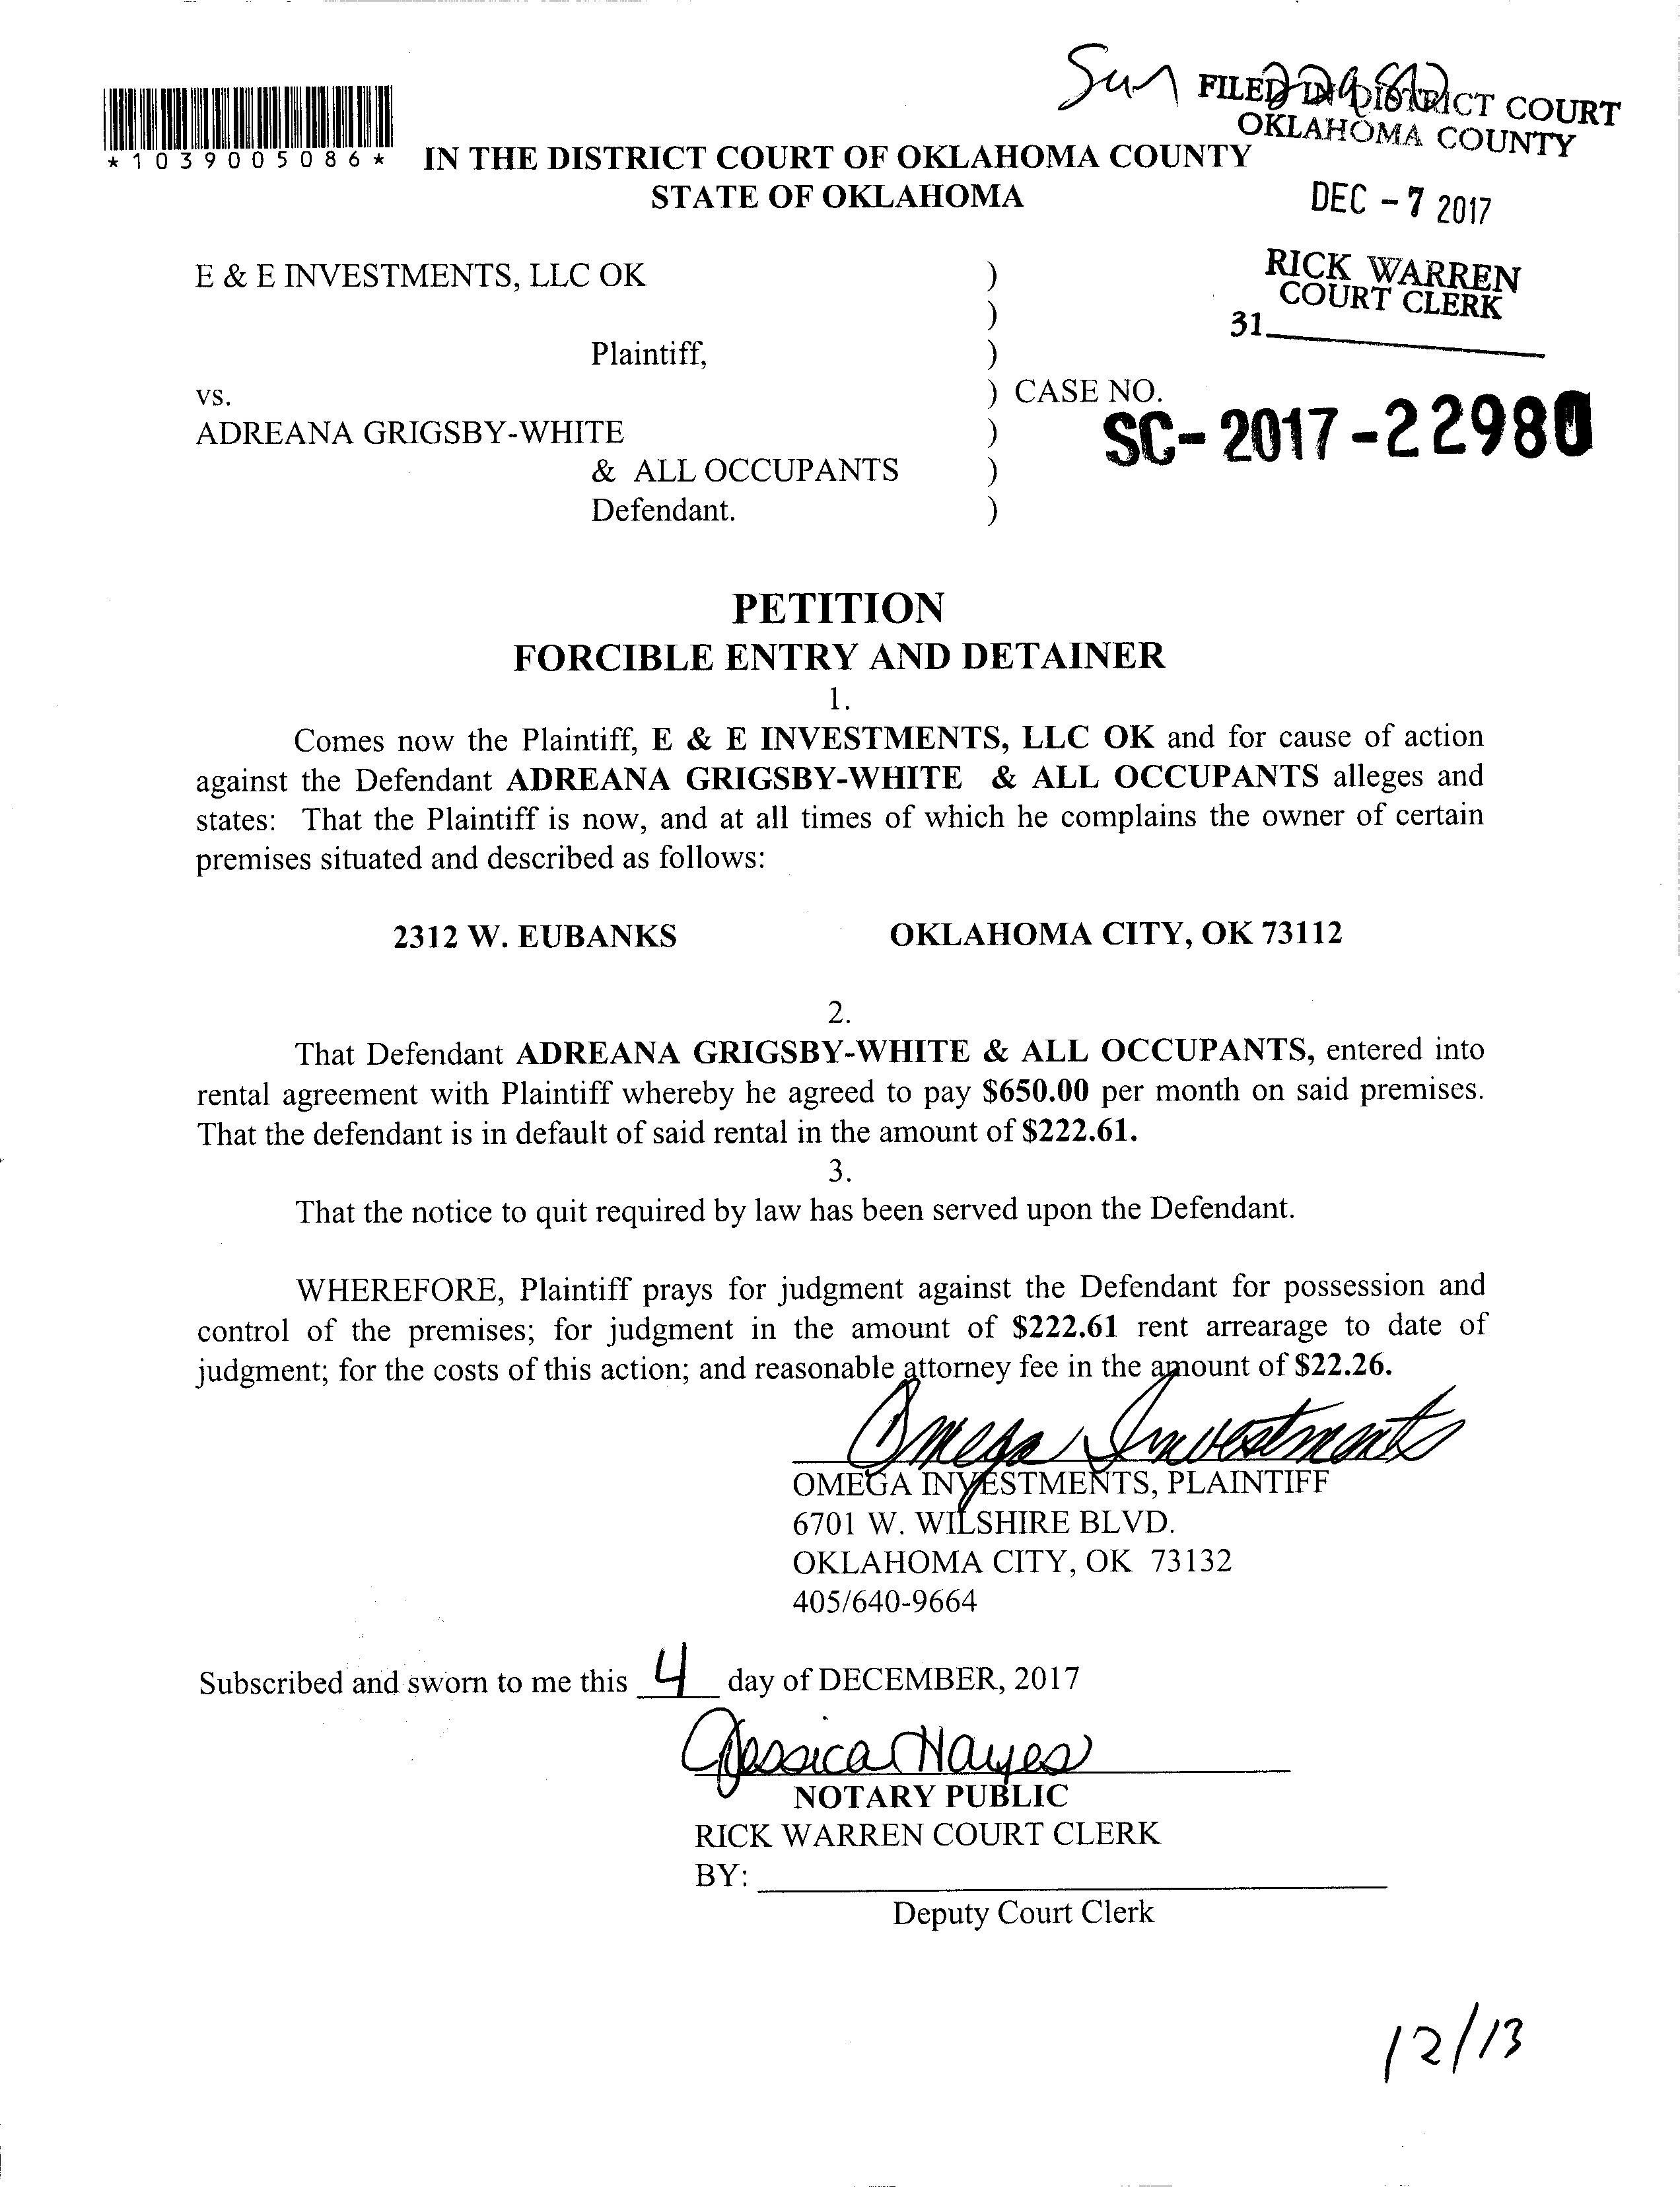 Sum
FILED IN DISTRICT COURT
OKLAHOMA COUNTY
*1039005086*
IN THE DISTRICT COURT OF OKLAHOMA COUNTY
STATE OF OKLAHOMA
DEC - 7 2017
RICK WARREN
COURT CLERK
31
E & E INVESTMENTS, LLC OK )
)
Plaintiff, )
vs. ) CASE NO.
SC-2017-22980
ADREANA GRIGSBY-WHITE )
& ALL OCCUPANTS )
Defendant. )
PETITION
FORCIBLE ENTRY AND DETAINER
1.
Comes now the Plaintiff, E & E INVESTMENTS, LLC OK and for cause of action
against the Defendant ADREANA GRIGSBY-WHITE & ALL OCCUPANTS alleges and
states: That the Plaintiff is now, and at all times of which he complains the owner of certain
premises situated and described as follows:
2312 W. EUBANKS OKLAHOMA CITY, OK 73112
2.
That Defendant ADREANA GRIGSBY-WHITE & ALL OCCUPANTS, entered into
rental agreement with Plaintiff whereby he agreed to pay $650.00 per month on said premises.
That the defendant is in default of said rental in the amount of $222.61.
3.
That the notice to quit required by law has been served upon the Defendant.
WHEREFORE, Plaintiff prays for judgment against the Defendant for possession and
control of the premises; for judgment in the amount of $222.61 rent arrearage to date of
judgment; for the costs of this action; and reasonable attorney fee in the amount of $22.26.
Omega Investments
OMEGA INVESTMENTS, PLAINTIFF
6701 W. WILSHIRE BLVD.
OKLAHOMA CITY, OK 73132
405/640-9664
Subscribed and sworn to me this 4 day of DECEMBER, 2017
Jessica Hayes
NOTARY PUBLIC
RICK WARREN COURT CLERK
BY:
Deputy Court Clerk
12/13